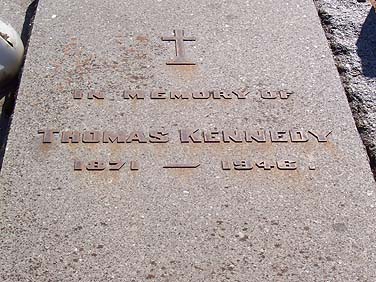 IN MEMORY OF
THOMAS KENNEDY
1871 — 1946.